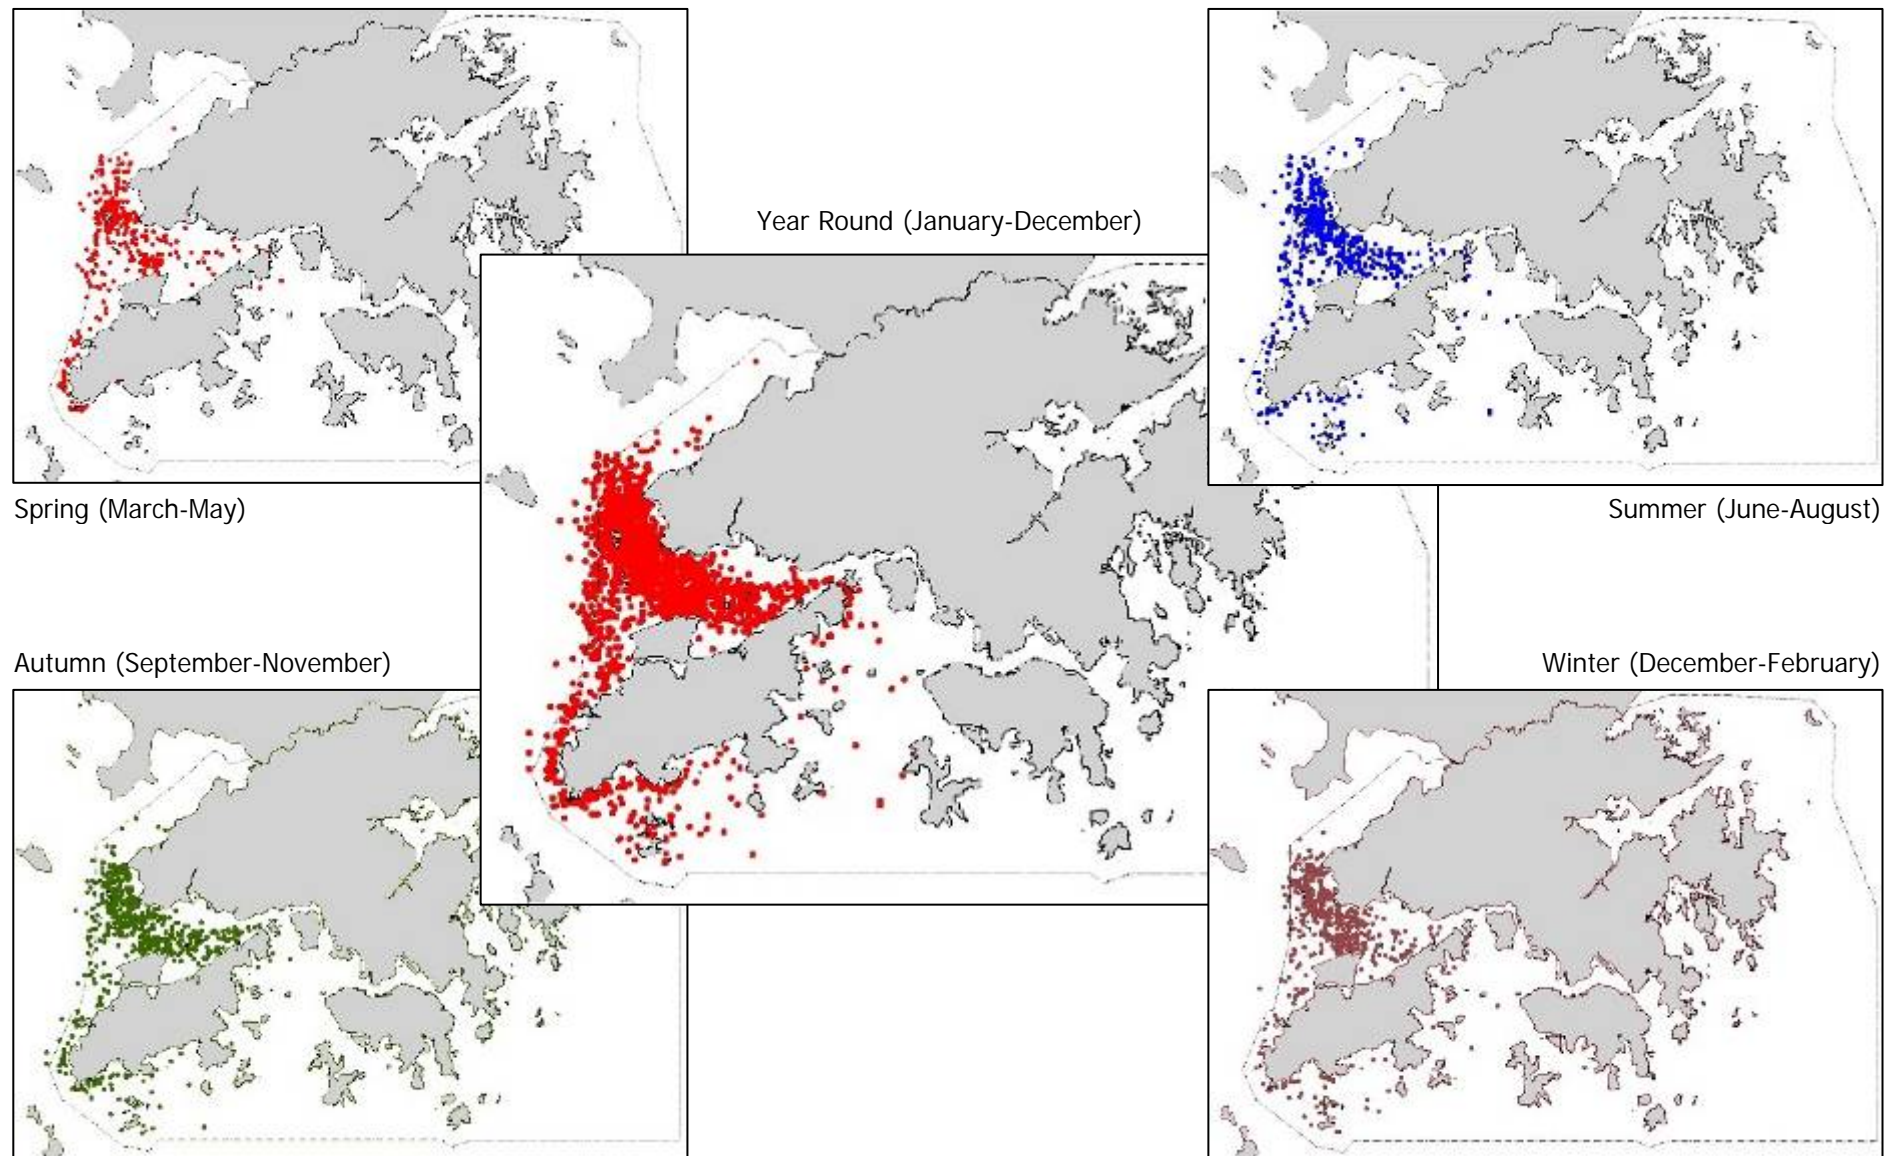 Year Round (January-December)
Spring (March-May)
Summer (June-August)
Autumn (September-November)
Winter (December-February)